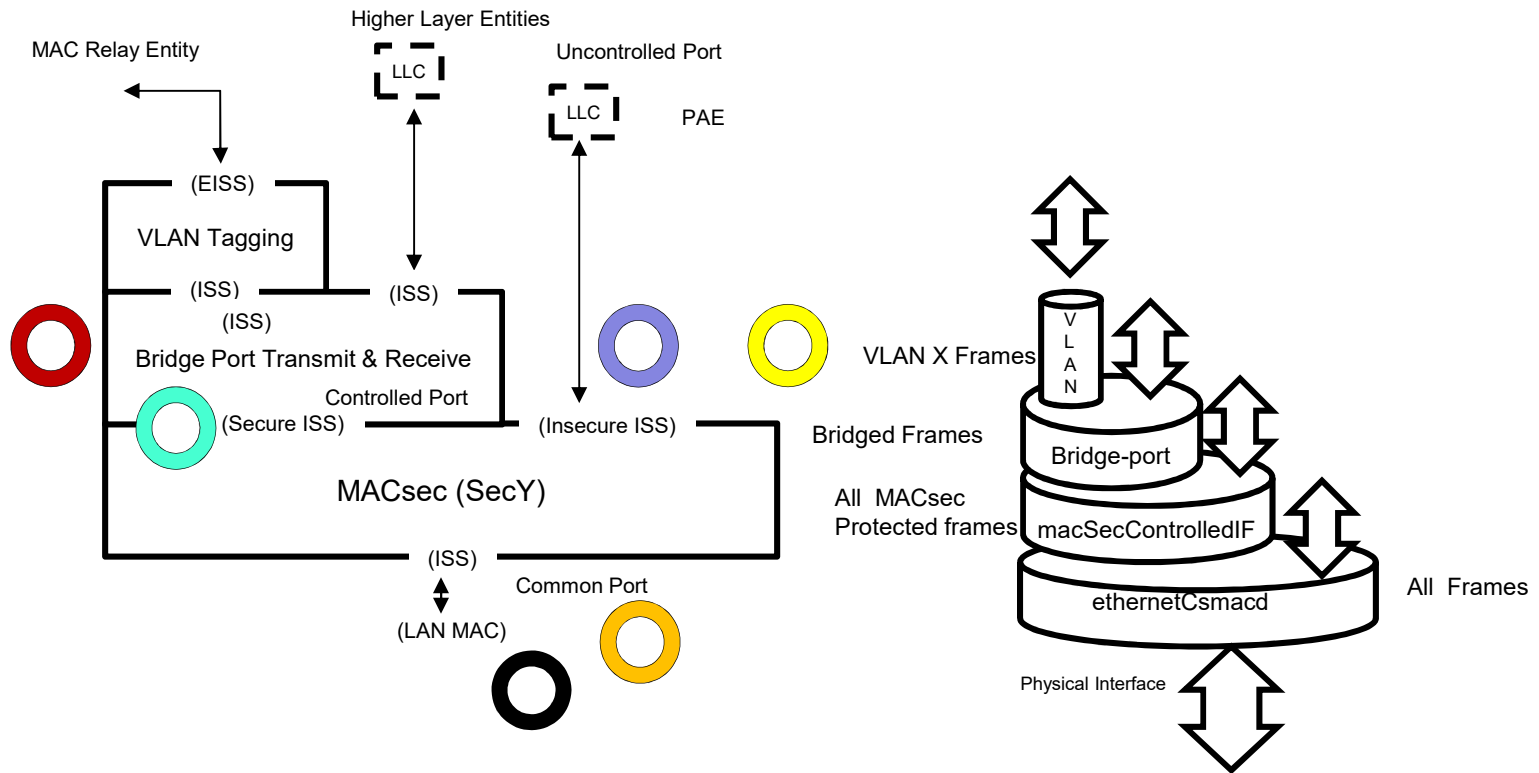 Higher Layer Entities
MAC Relay Entity
Uncontrolled Port
LLC
LLC
PAE
(EISS)
VLAN Tagging
(ISS)
(ISS)
(ISS)
Bridge Port Transmit & Receive
Controlled Port
(Secure ISS)
(Insecure ISS)
MACsec (SecY)
(ISS)
Common Port
(LAN MAC)
V
L
A
N
VLAN X Frames
Bridged Frames
Bridge-port
All MACsec
Protected frames
macSecControlledIF
ethernetCsmacd
All Frames
Physical Interface